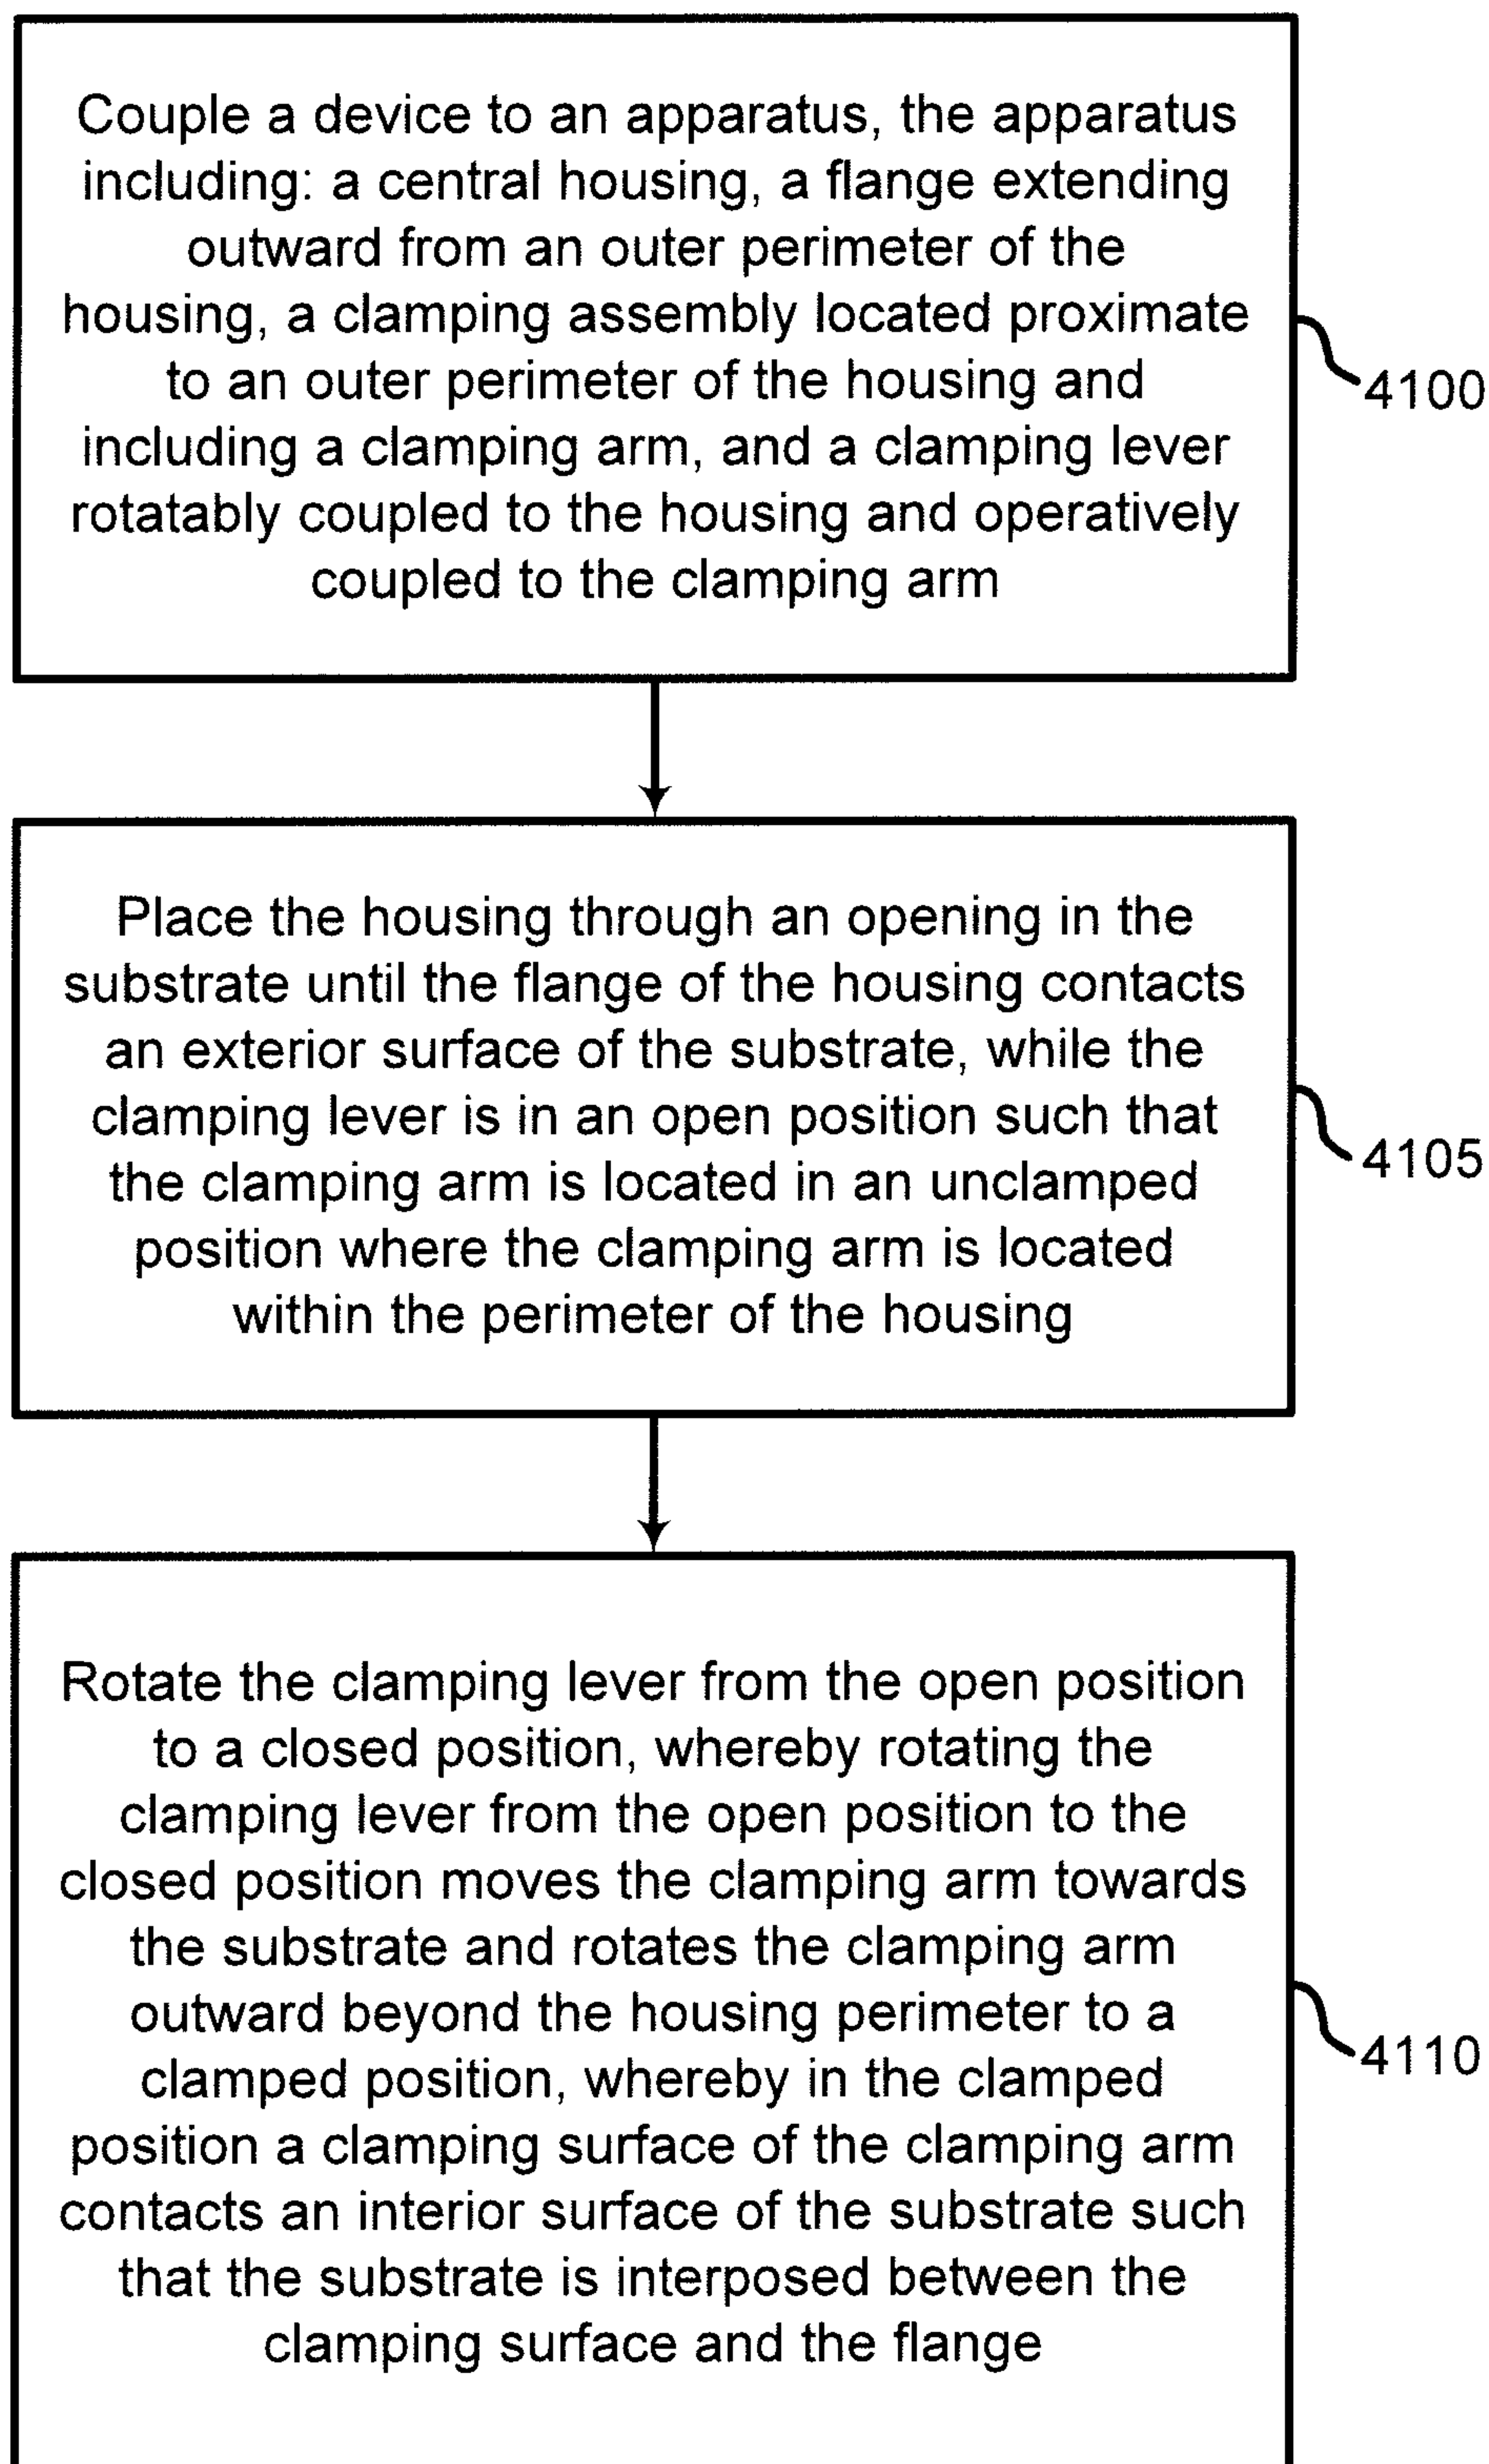 Couple a device to an apparatus, the apparatus
including: a central housing, a flange extending
outward from an outer perimeter of the
housing, a clamping assembly located proximate
to an outer perimeter of the housing and
including a clamping arm, and a clamping lever
rotatably coupled to the housing and operatively
coupled to the clamping arm
4100
Place the housing through an opening in the
substrate until the flange of the housing contacts
an exterior surface of the substrate, while the
clamping lever is in an open position such that
the clamping arm is located in an unclamped
position where the clamping arm is located
within the perimeter of the housing
4105
Rotate the clamping lever from the open position
to a closed position, whereby rotating the
clamping lever from the open position to the
closed position moves the clamping arm towards
the substrate and rotates the clamping arm
outward beyond the housing perimeter to a
clamped position, whereby in the clamped
position a clamping surface of the clamping arm
contacts an interior surface of the substrate such
that the substrate is interposed between the
clamping surface and the flange
4110